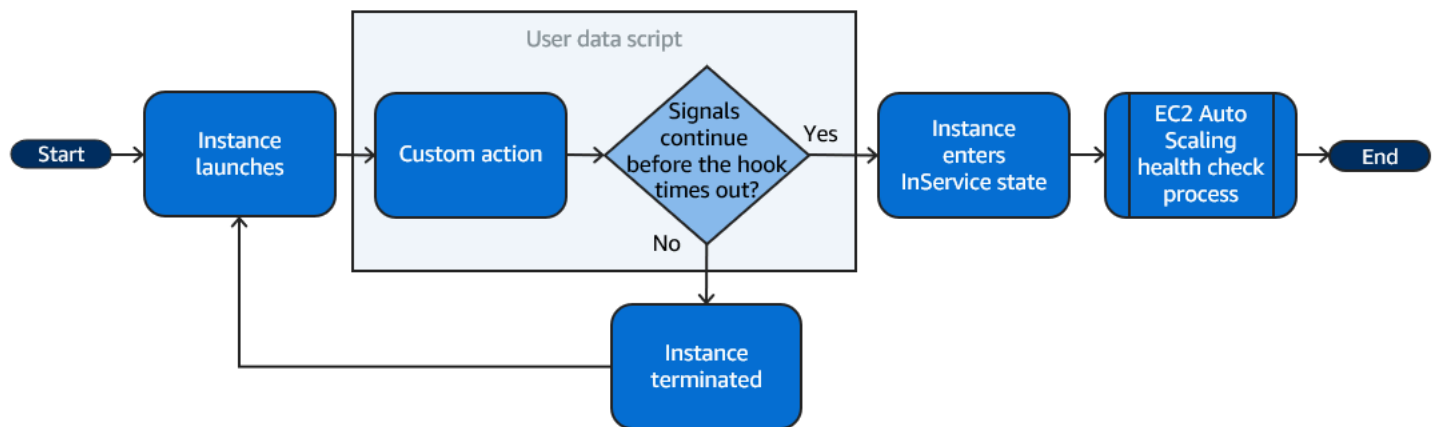 User data script
Start
Instance
launches
Custom action
Signals
continue
before the hook
times out?
Yes
No
Instance
enters
InService state
EC2 Auto
Scaling
health check
process
End
Instance
terminated